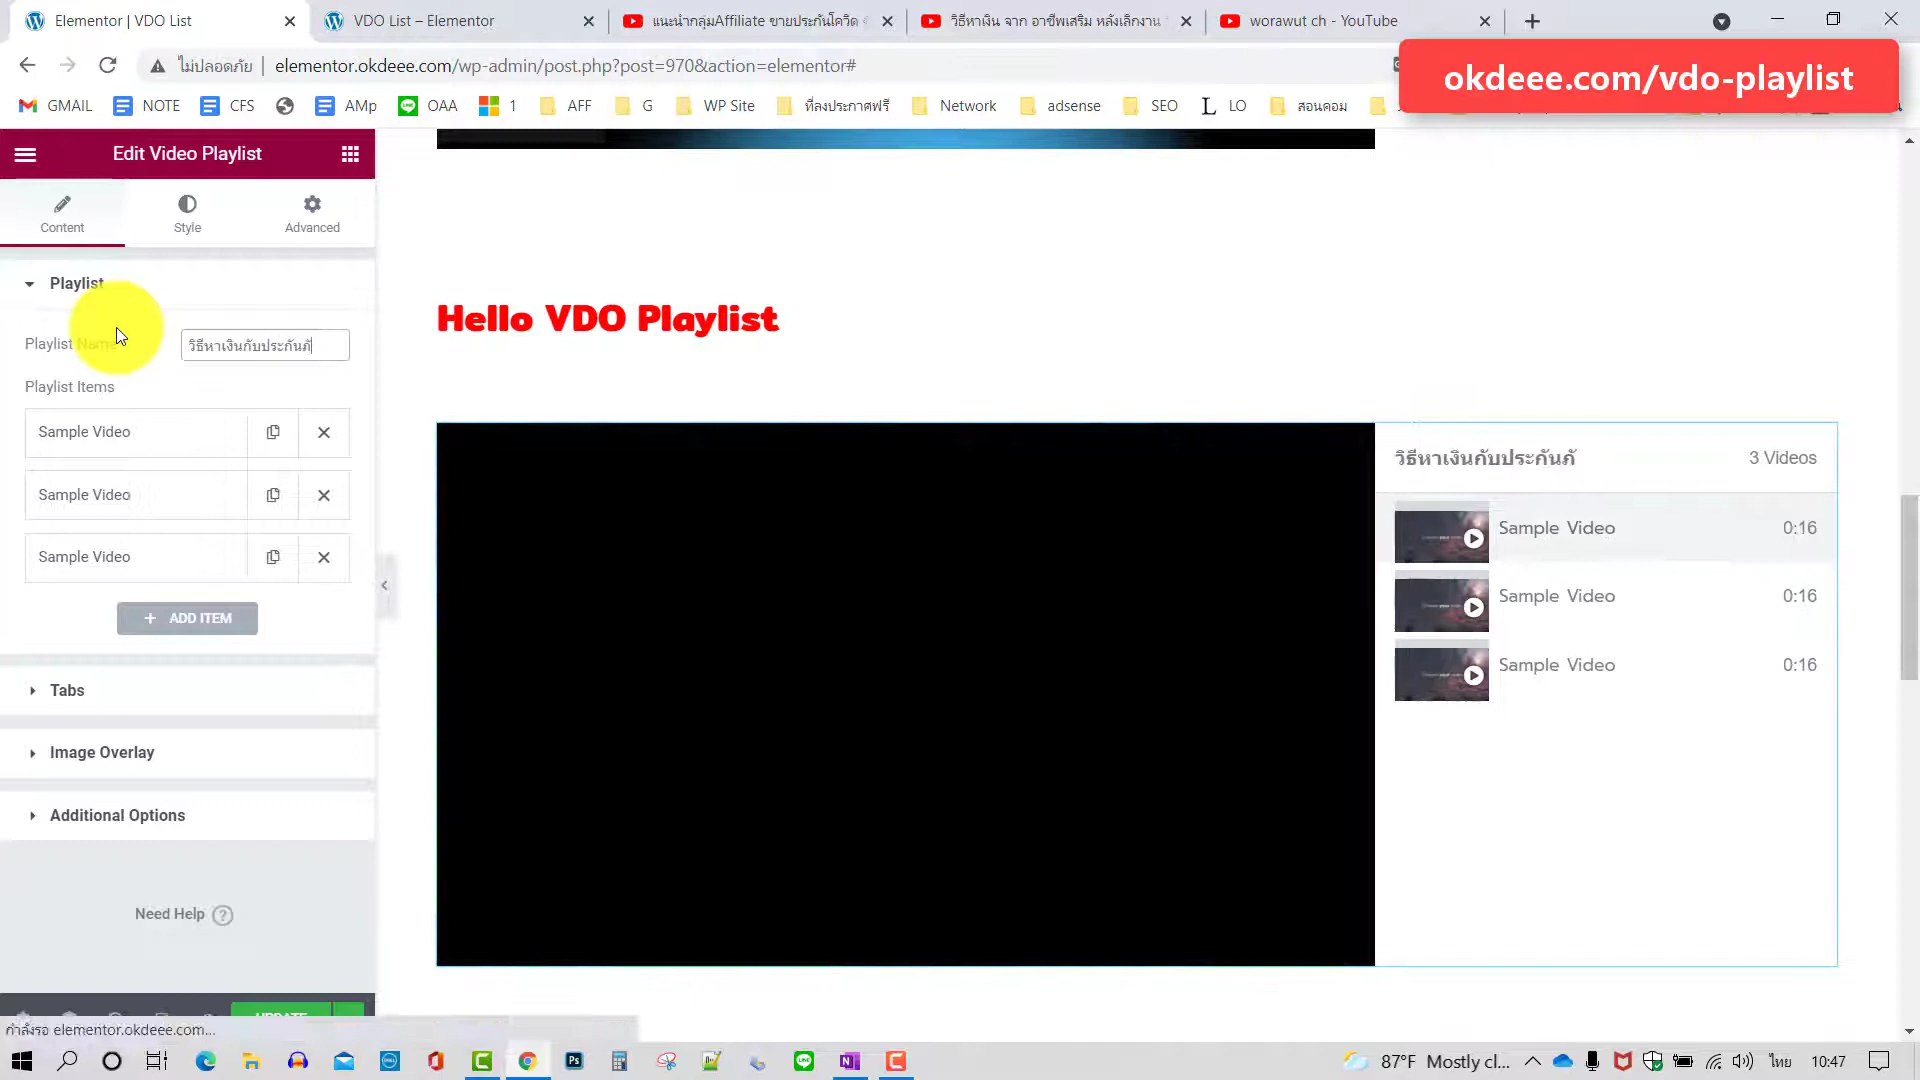 Elementor | VDO List
VDO List – Elementor
แนะนำกลุ่มAffiliate ขายประกันโควิด
วิธีหาเงิน จาก อาชีพเสริม หลังเลิกงาน
worawut ch - YouTube
ไม่ปลอดภัย
elementor.okdeee.com/wp-admin/post.php?post=970&action=elementor#
okdeee.com/vdo-playlist
GMAIL
NOTE
CFS
AMp
OAA
1
AFF
G
WP Site
ที่ลงประกาศฟรี
Network
adsense
SEO
LO
สอนคอม
Edit Video Playlist
Content
Style
Advanced
Playlist
Playlist Name
วิธีหาเงินกับประกันภั
Playlist Items
Sample Video
Sample Video
Sample Video
+ ADD ITEM
Tabs
Image Overlay
Additional Options
Need Help ?
UPDATE
กำลังรอ elementor.okdeee.com...
Hello VDO Playlist
วิธีหาเงินกับประกันภั
3 Videos
Sample Video 0:16
Sample Video 0:16
Sample Video 0:16
87°F Mostly cl...
ไทย
10:47